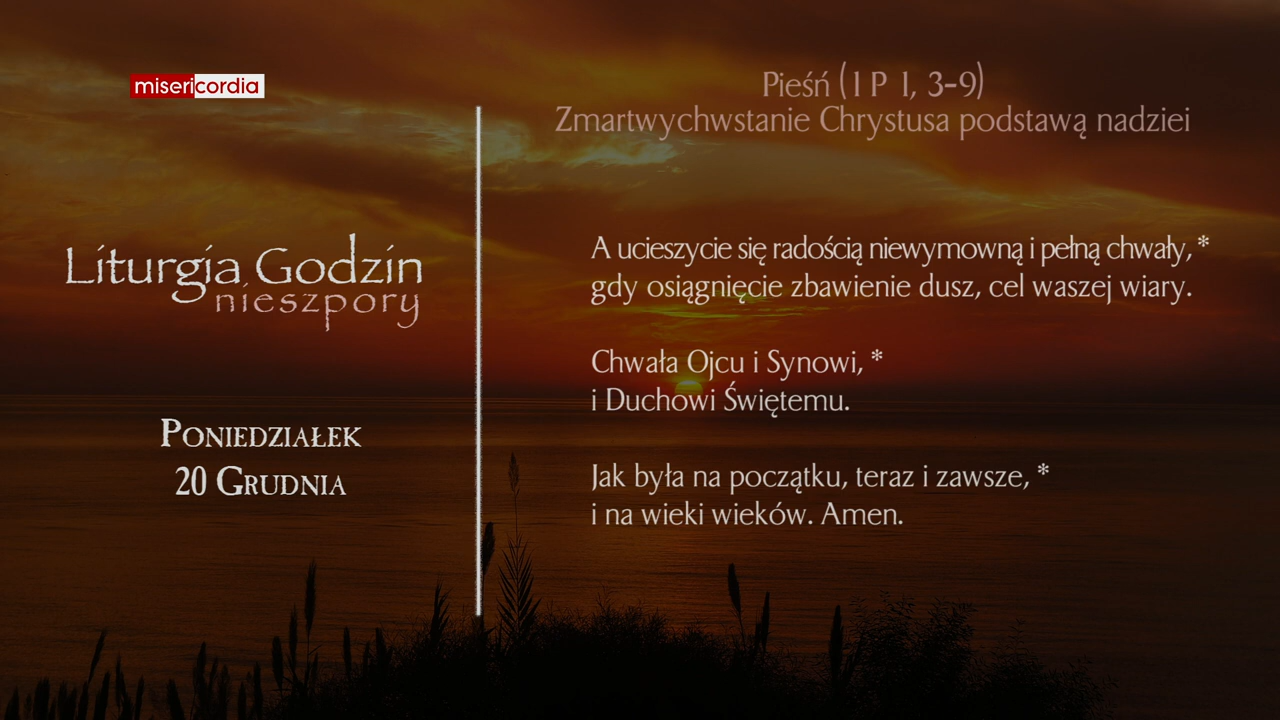 misericordia
Liturgia Godzin
nieszpory
Poniedziałek
20 Grudnia
Pieśń (1 P 1, 3-9)
Zmartwychwstanie Chrystusa podstawą nadziei
A ucieszycie się radością niewymowną i pełną chwały, *
gdy osiągnięcie zbawienie dusz, cel waszej wiary.
Chwała Ojcu i Synowi, *
i Duchowi Świętemu.
Jak była na początku, teraz i zawsze, *
i na wieki wieków. Amen.